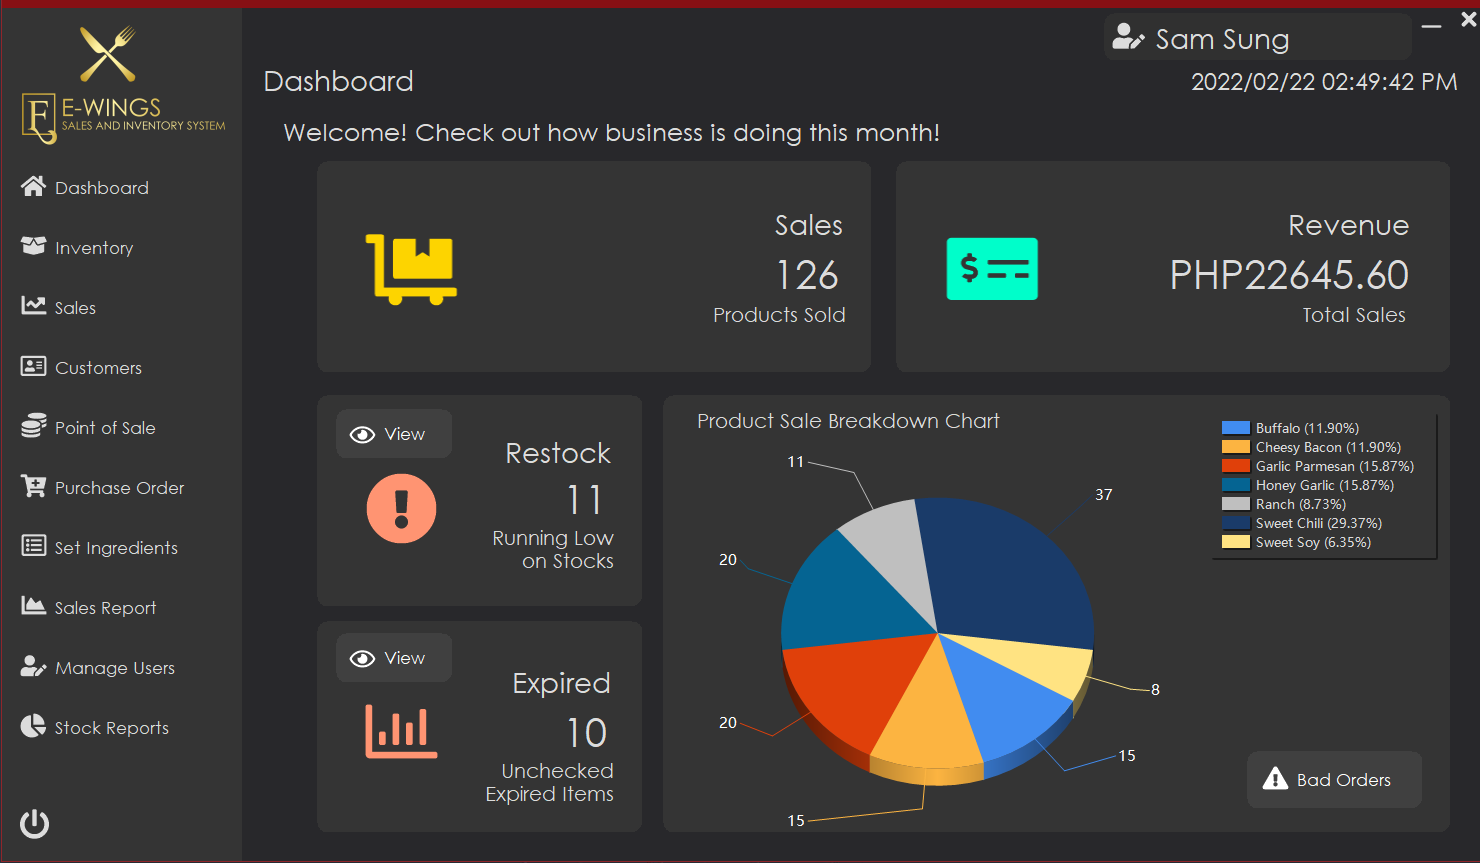 Sam Sung
2022/02/22 02:49:42 PM
E
E-WINGS
SALES AND INVENTORY SYSTEM
Dashboard
Inventory
Sales
Customers
Point of Sale
Purchase Order
Set Ingredients
Sales Report
Manage Users
Stock Reports
Dashboard
Welcome! Check out how business is doing this month!
Sales
126
Products Sold
$
Revenue
PHP22645.60
Total Sales
View
Restock
11
Running Low
on Stocks
View
Expired
10
Unchecked
Expired Items
Product Sale Breakdown Chart
11
37
20
20
8
15
15
Buffalo (11.90%)
Cheesy Bacon (11.90%)
Garlic Parmesan (15.87%)
Honey Garlic (15.87%)
Ranch (8.73%)
Sweet Chili (29.37%)
Sweet Soy (6.35%)
Bad Orders